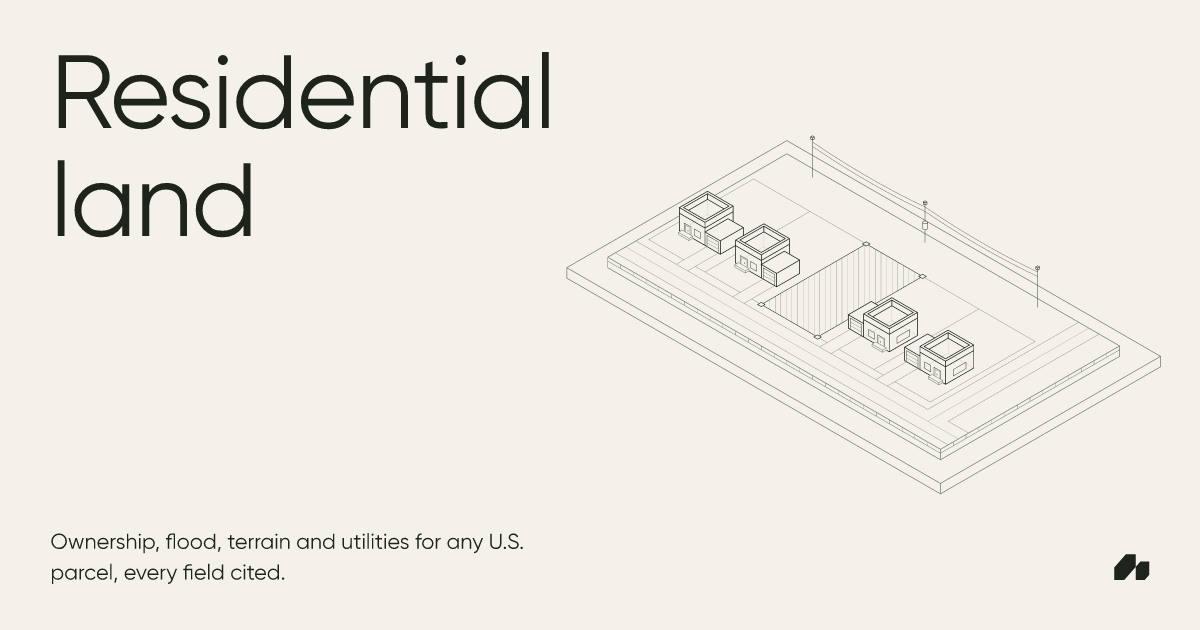 Residential
land
Ownership, flood, terrain and utilities for any U.S.
parcel, every field cited.